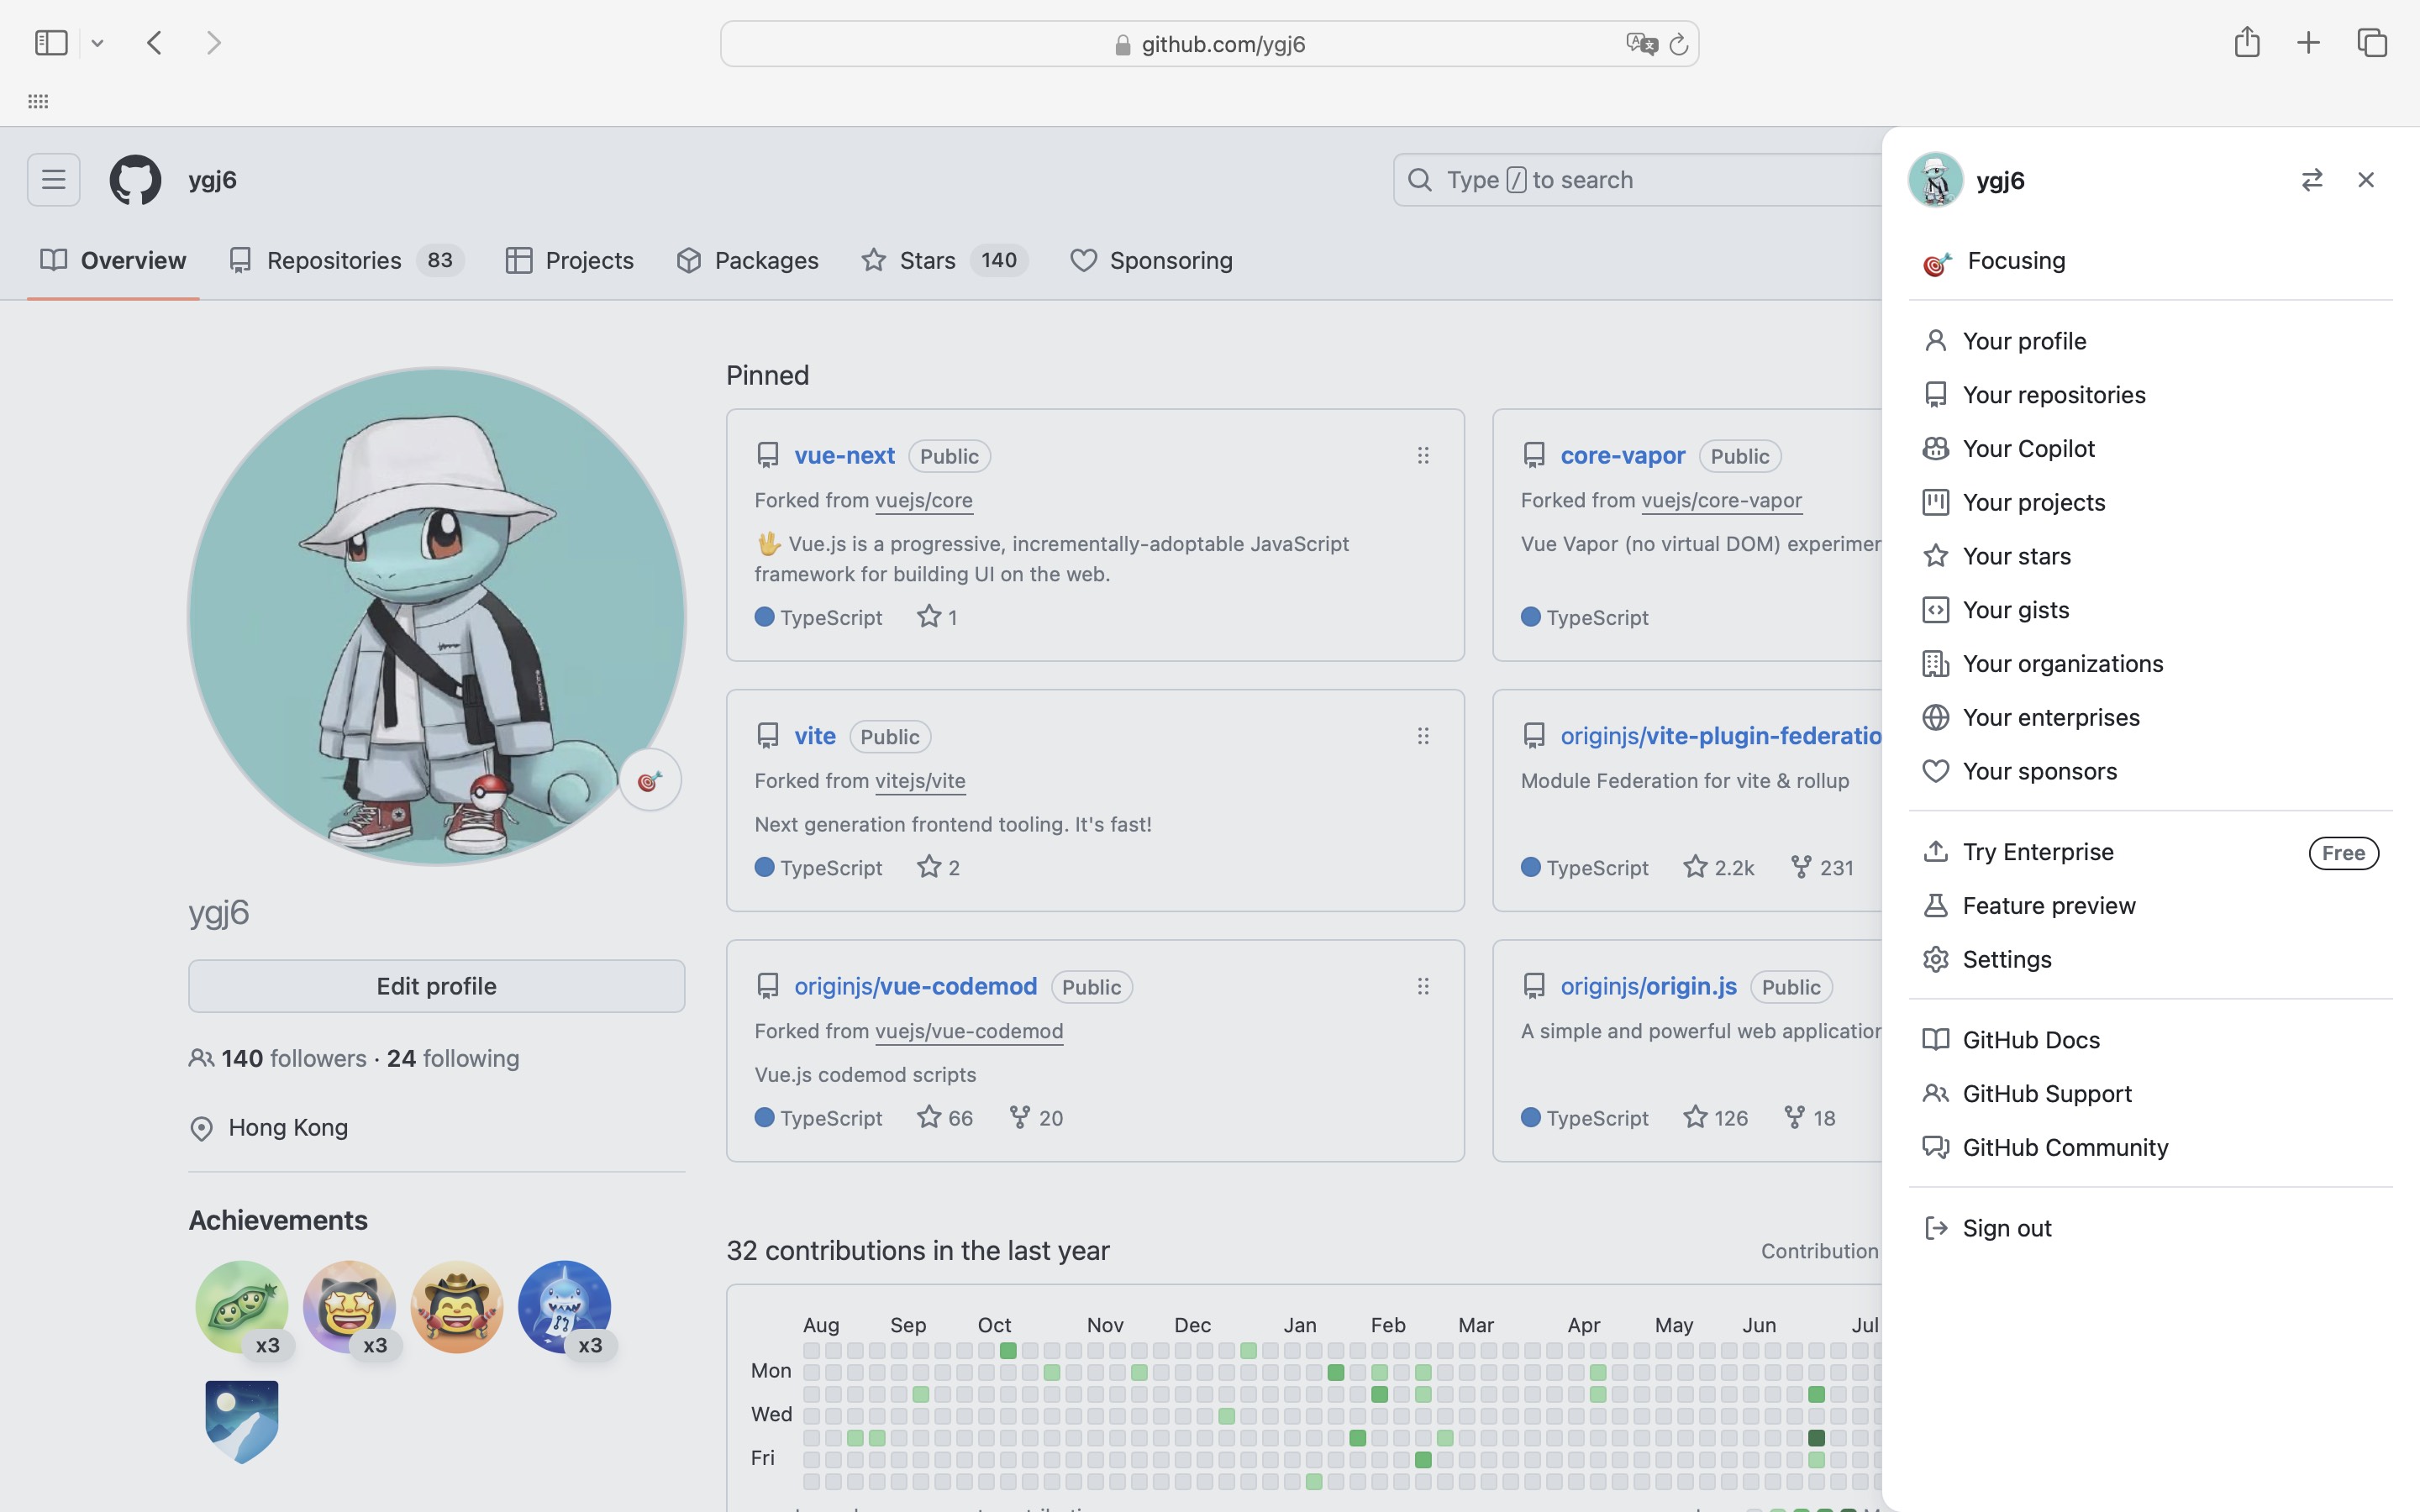 github.com/ygj6
ygj6
Type / to search
Overview
Repositories 83
Projects
Packages
Stars 140
Sponsoring
ygj6
Edit profile
140 followers · 24 following
Hong Kong
Achievements
x3
x3
x3
Pinned
vue-next Public
Forked from vuejs/core
🖖 Vue.js is a progressive, incrementally-adoptable JavaScript
framework for building UI on the web.
TypeScript 1
core-vapor Public
Forked from vuejs/core-vapor
Vue Vapor (no virtual DOM)
TypeScript
vite Public
Forked from vitejs/vite
Next generation frontend tooling. It's fast!
TypeScript 2
originjs/vite-plugin-federatio
Module Federation for vite & rollup
TypeScript 2.2k 231
originjs/vue-codemod Public
Forked from vuejs/vue-codemod
Vue.js codemod scripts
TypeScript 66 20
originjs/origin.js Public
A simple and powerful web application
TypeScript 126 18
32 contributions in the last year
Contribution
Aug Sep Oct Nov Dec Jan Feb Mar Apr May Jun Jul
Mon
Wed
Fri
ygj6
Focusing
Your profile
Your repositories
Your Copilot
Your projects
Your stars
Your gists
Your organizations
Your enterprises
Your sponsors
Try Enterprise Free
Feature preview
Settings
GitHub Docs
GitHub Support
GitHub Community
Sign out